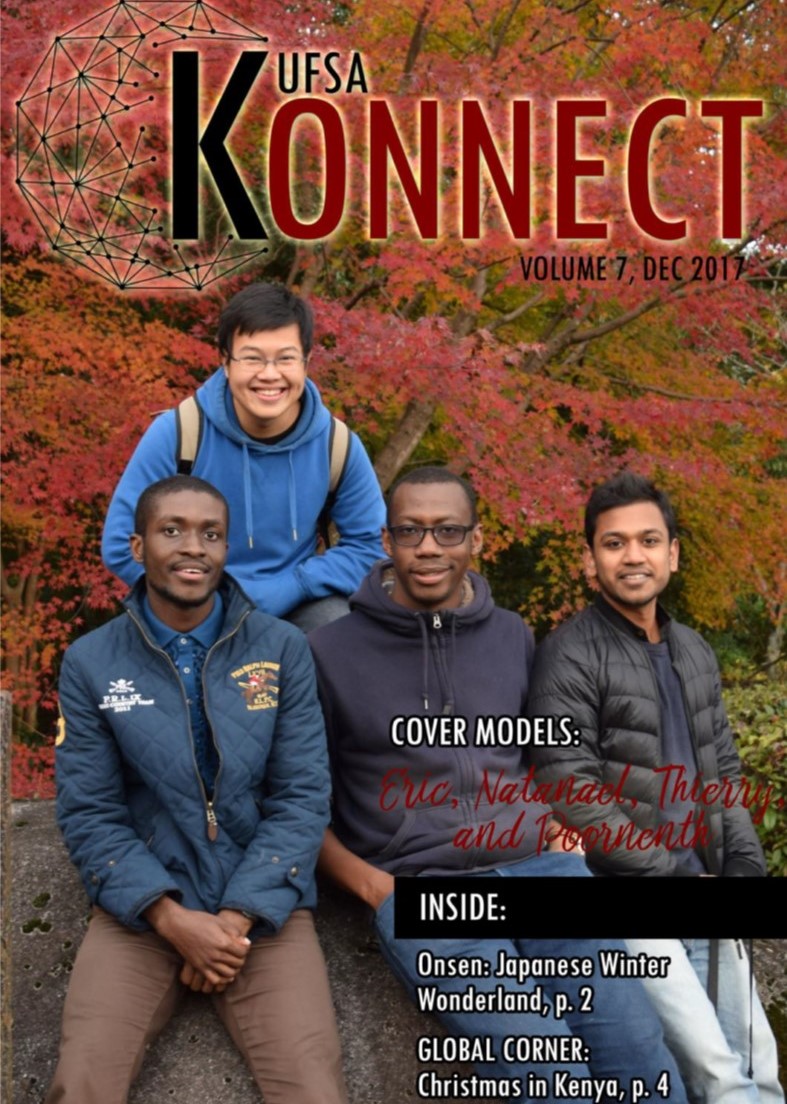 UFSA
KONNECT
VOLUME 7, DEC 2017
COVER MODELS:
Eric, Natanael, Thierry,
and Poornenth
INSIDE:
Onsen: Japanese Winter
Wonderland, p. 2
GLOBAL CORNER:
Christmas in Kenya, p. 4